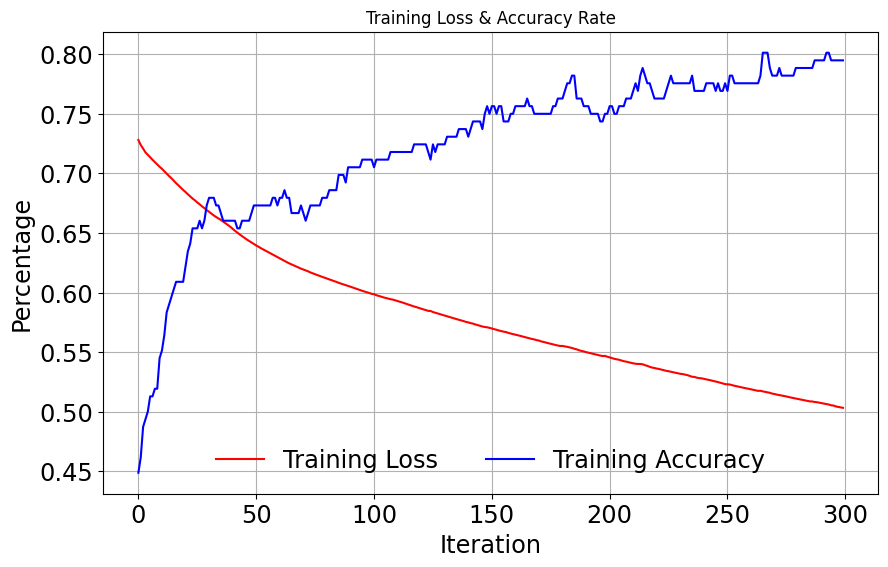 Training Loss & Accuracy Rate
Percentage
0.80
0.75
0.70
0.65
0.60
0.55
0.50
0.45
Training Loss Training Accuracy
0 50 100 150 200 250 300
Iteration